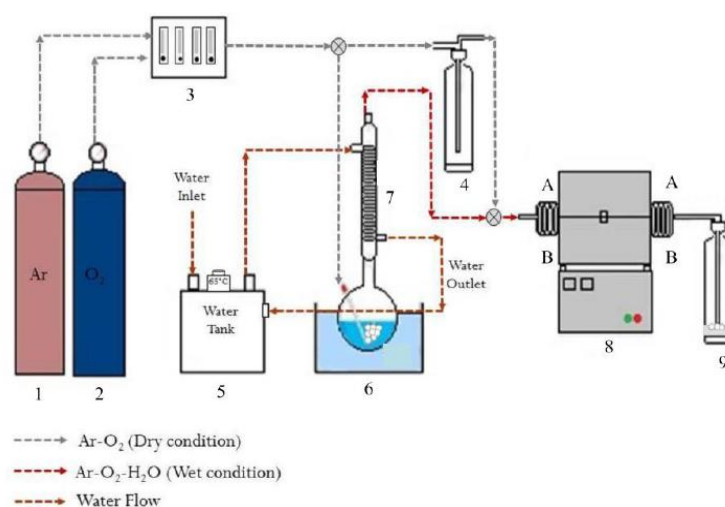 3
4
7
A
A
B
B
Water
Inlet
Ar
O₂
65°C
Water
Tank
Water
Outlet
1
2
5
6
8
9
Ar-O₂ (Dry condition)
Ar-O₂-H₂O (Wet condition)
Water Flow